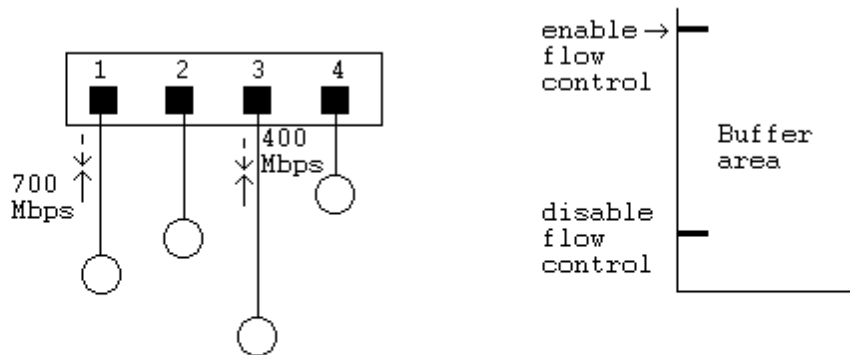 1 2 3 4
400
Mbps
700
Mbps
enable →
flow
control
Buffer
area
disable
flow
control